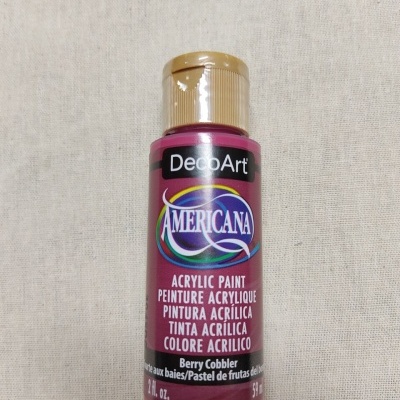 DecoArt
AMERICANA
ACRYLIC PAINT
PEINTURE ACRYLIQUE
PINTURA ACRÍLICA
TINTA ACRÍLICA
COLORE ACRILICO
Berry Cobbler
aux baies/Pastel de frutas del
2 fl. oz. 59